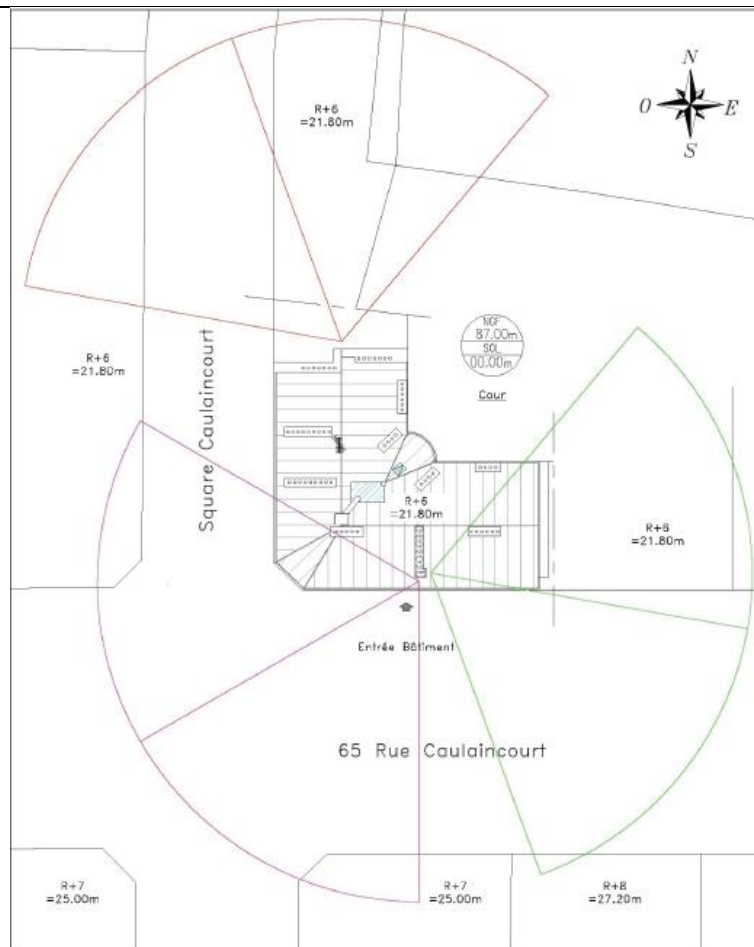 R+6
=21.80m
N
O
E
S
NGF
87.00m
SOL
00.00m
Cour
R+6
=21.80m
Square Caulaincourt
R+6
=21.80m
R+6
=21.80m
Entrée Bâtiment
65 Rue Caulaincourt
R+7
=25.00m
R+7
=25.00m
R+8
=27.20m